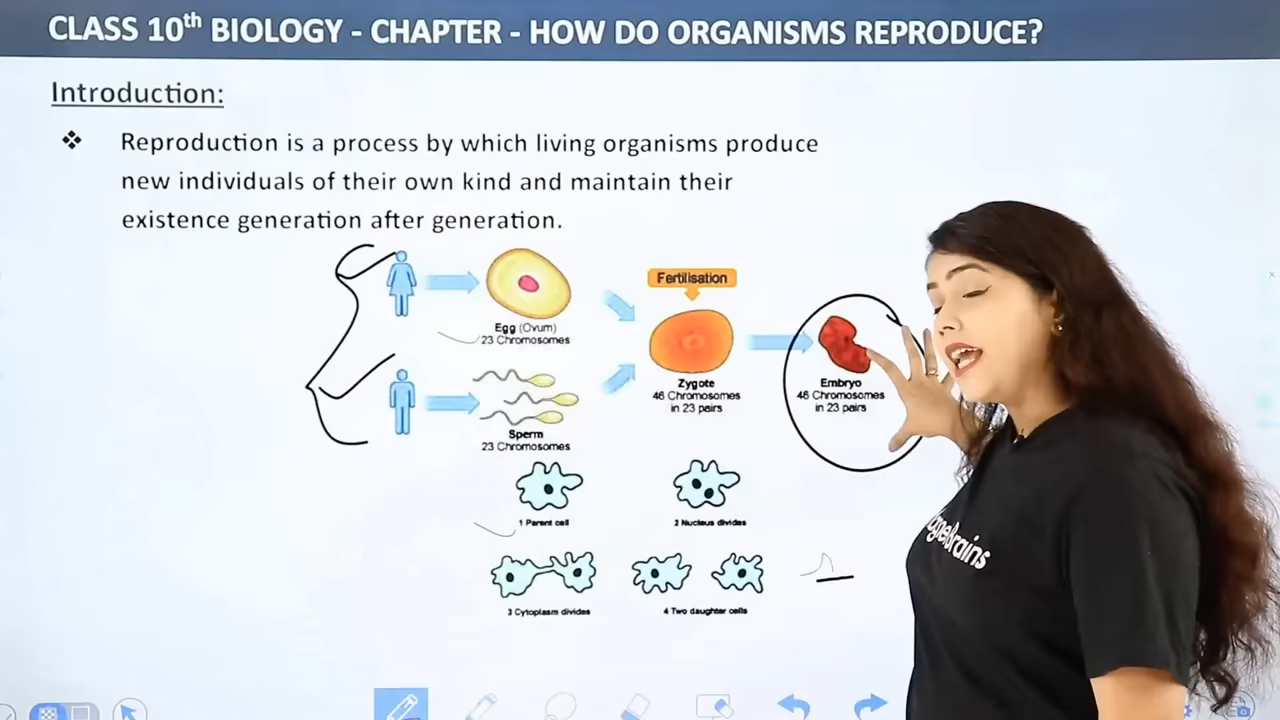 CLASS 10th BIOLOGY - CHAPTER - HOW DO ORGANISMS REPRODUCE?
Introduction:
❖ Reproduction is a process by which living organisms produce
new individuals of their own kind and maintain their
existence generation after generation.
Fertilisation
Egg (Ovum)
23 Chromosomes
Zygote
46 Chromosomes
in 23 pairs
Embryo
46 Chromosomes
in 23 pairs
Sperm
23 Chromosomes
1 Parent cell
2 Nucleus divides
3 Cytoplasm divides
4 Two daughter cells